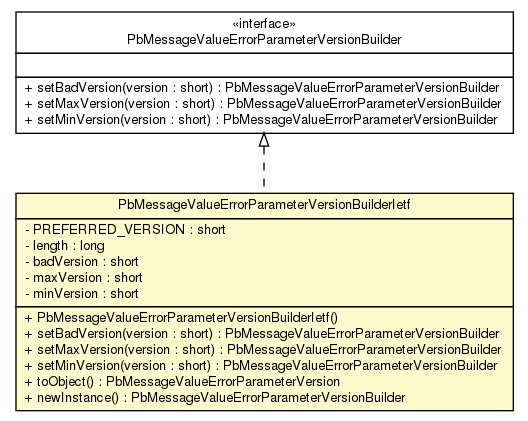 «interface»
PbMessageValueErrorParameterVersionBuilder
+ setBadVersion(version : short) : PbMessageValueErrorParameterVersionBuilder
+ setMaxVersion(version : short) : PbMessageValueErrorParameterVersionBuilder
+ setMinVersion(version : short) : PbMessageValueErrorParameterVersionBuilder
PbMessageValueErrorParameterVersionBuilderIetf
- PREFERRED_VERSION : short
- length : long
- badVersion : short
- maxVersion : short
- minVersion : short
+ PbMessageValueErrorParameterVersionBuilderIetf()
+ setBadVersion(version : short) : PbMessageValueErrorParameterVersionBuilder
+ setMaxVersion(version : short) : PbMessageValueErrorParameterVersionBuilder
+ setMinVersion(version : short) : PbMessageValueErrorParameterVersionBuilder
+ toObject() : PbMessageValueErrorParameterVersion
+ newInstance() : PbMessageValueErrorParameterVersionBuilder